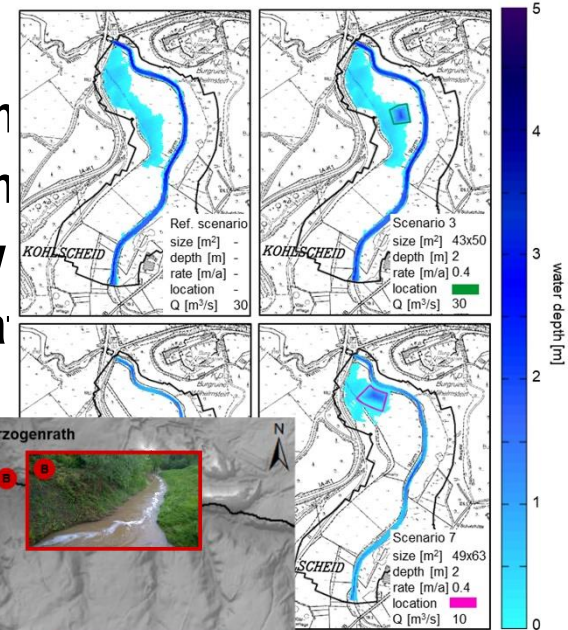 Ref. scenario
size [m²] -
depth [m] -
rate [m/a] -
location -
Q [m³/s] 30
KOHLSCHEID
Scenario 3
size [m²] 43x50
depth [m] 2
rate [m/a] 0.4
location
Q [m³/s] 30
KOHLSCHEID
Scenario 7
size [m²] 49x63
depth [m] 2
rate [m/a] 0.4
location
Q [m³/s] 10
SCHEID
rzogenrath
B
B
N
5
4
3
2
1
0
water depth [m]